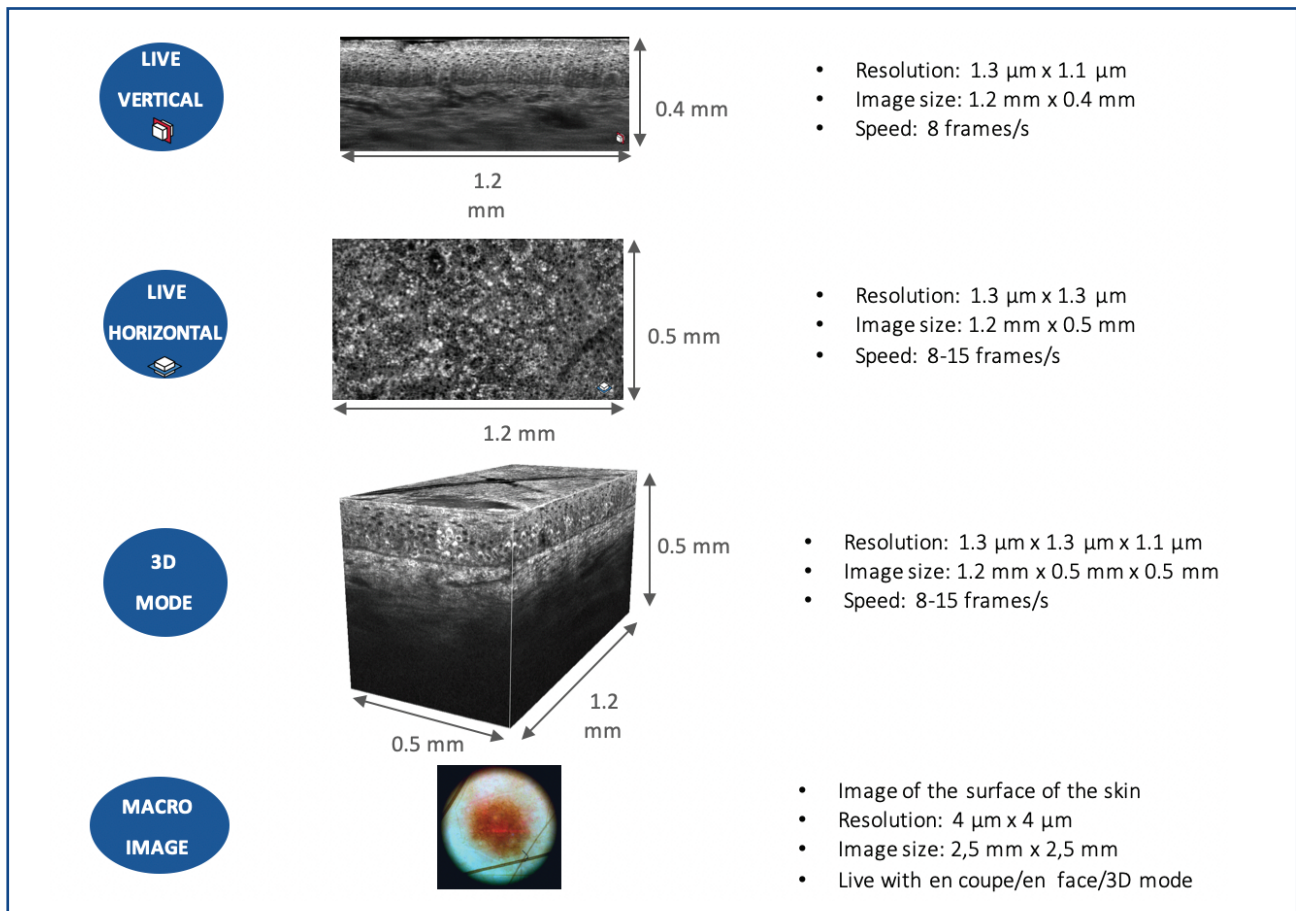 LIVE
VERTICAL
0.4 mm
1.2
mm
• Resolution: 1.3 µm x 1.1 µm
• Image size: 1.2 mm x 0.4 mm
• Speed: 8 frames/s
LIVE
HORIZONTAL
0.5 mm
1.2 mm
• Resolution: 1.3 µm x 1.3 µm
• Image size: 1.2 mm x 0.5 mm
• Speed: 8-15 frames/s
3D
MODE
0.5 mm
1.2
mm
0.5 mm
• Resolution: 1.3 µm x 1.3 µm x 1.1 µm
• Image size: 1.2 mm x 0.5 mm x 0.5 mm
• Speed: 8-15 frames/s
MACRO
IMAGE
• Image of the surface of the skin
• Resolution: 4 µm x 4 µm
• Image size: 2,5 mm x 2,5 mm
• Live with en coupe/en face/3D mode